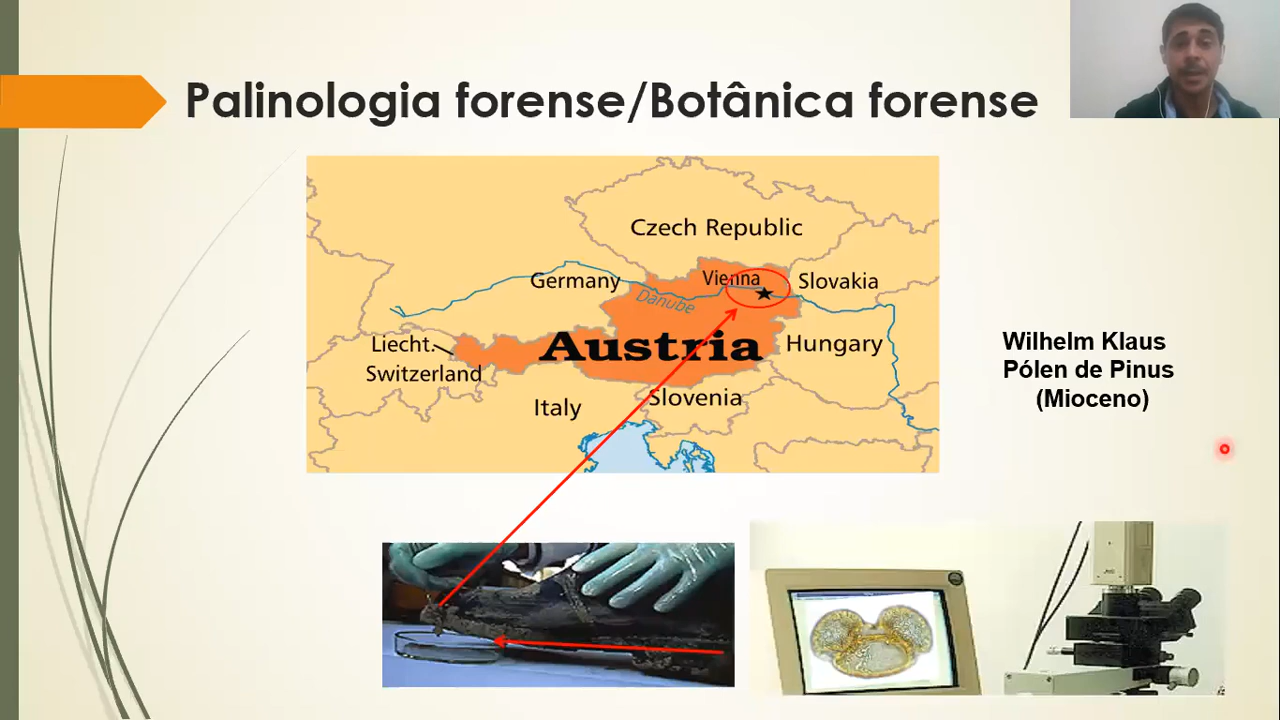 Palinologia forense/Botânica forense
Czech Republic
Germany
Vienna
Slovakia
Danube
Liecht.
Austria
Hungary
Switzerland
Italy
Slovenia
Wilhelm Klaus
Pólen de Pinus
(Mioceno)